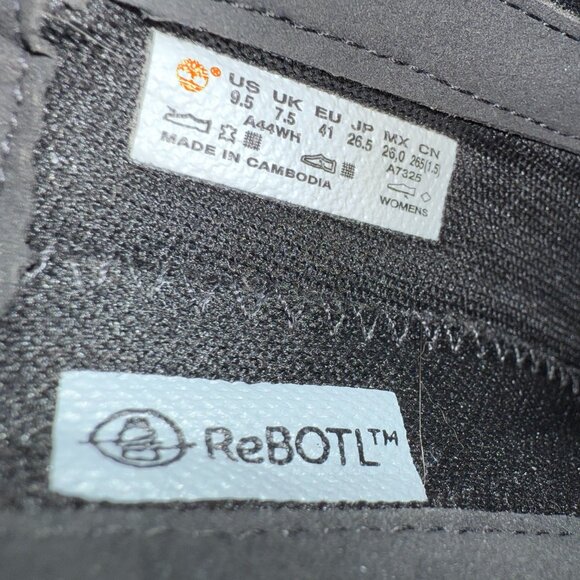 ® US UK EU JP MX CN
9.5 7.5 41 26.5 26,0 265(1.5)
A44WH A7325
MADE IN CAMBODIA WOMENS
ReBOTL™